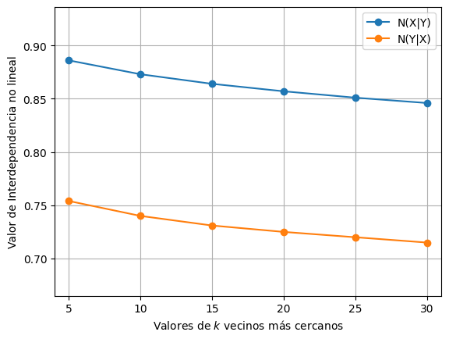 N(X|Y)
N(Y|X)
0.90
0.85
0.80
0.75
0.70
Valor de Interdependencia no lineal
5 10 15 20 25 30
Valores de k vecinos más cercanos